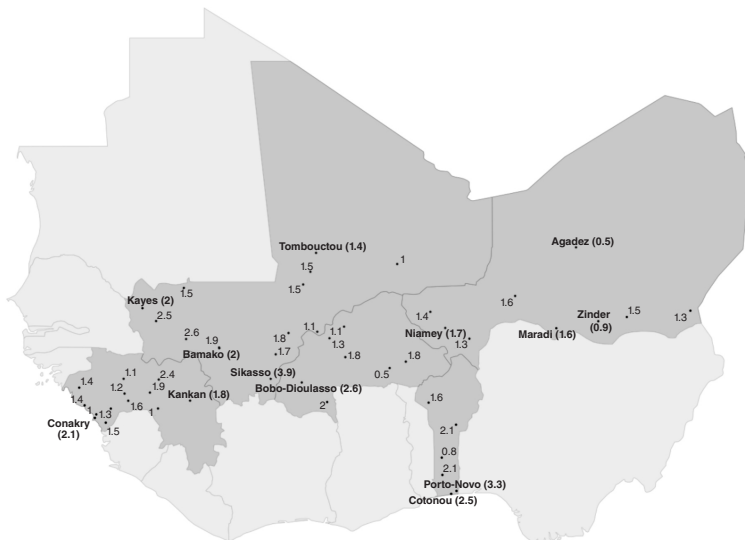 Agadez (0.5)
Tombouctou (1.4)
1
1.5
1.5
1.5
Kayes (2)
2.5
1.6
1.4
Zinder
(0.9)
1.5
1.3
Niamey (1.7)
Maradi (1.6)
1.3
1.1
1.1
1.3
1.8
1.7
2.6
1.9
Bamako (2)
1.8
1.8
0.5
Sikasso (3.9)
Bobo-Dioulasso (2.6)
2
1.1
2.4
1.4
1.2
1.9
Kankan (1.8)
1.4
1
1.3
1.6
1
Conakry
(2.1)
1.5
1.6
2.1
0.8
2.1
Porto-Novo (3.3)
Cotonou (2.5)